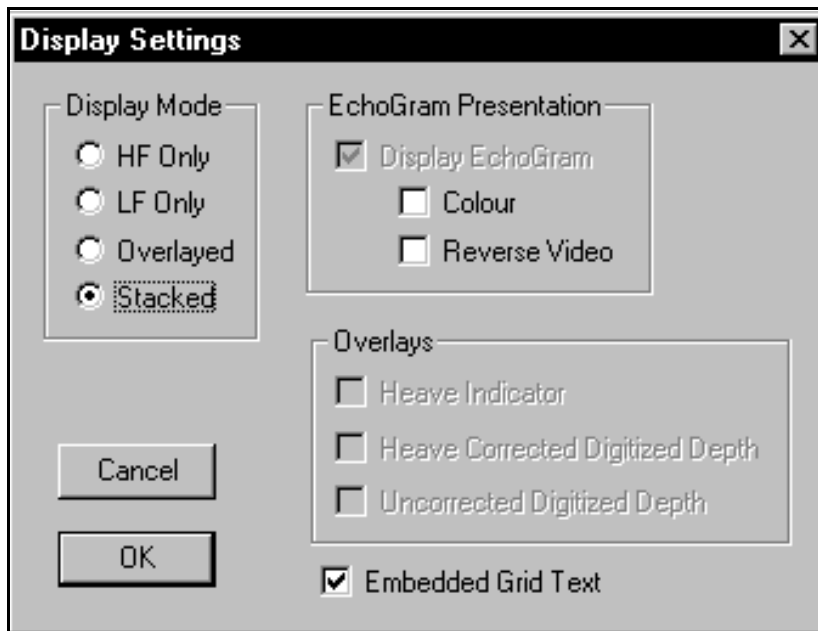 Display Settings
Display Mode
HF Only
LF Only
Overlayed
Stacked
EchoGram Presentation
Display EchoGram
Colour
Reverse Video
Overlays
Heave Indicator
Heave Corrected Digitized Depth
Uncorrected Digitized Depth
Cancel
OK
Embedded Grid Text